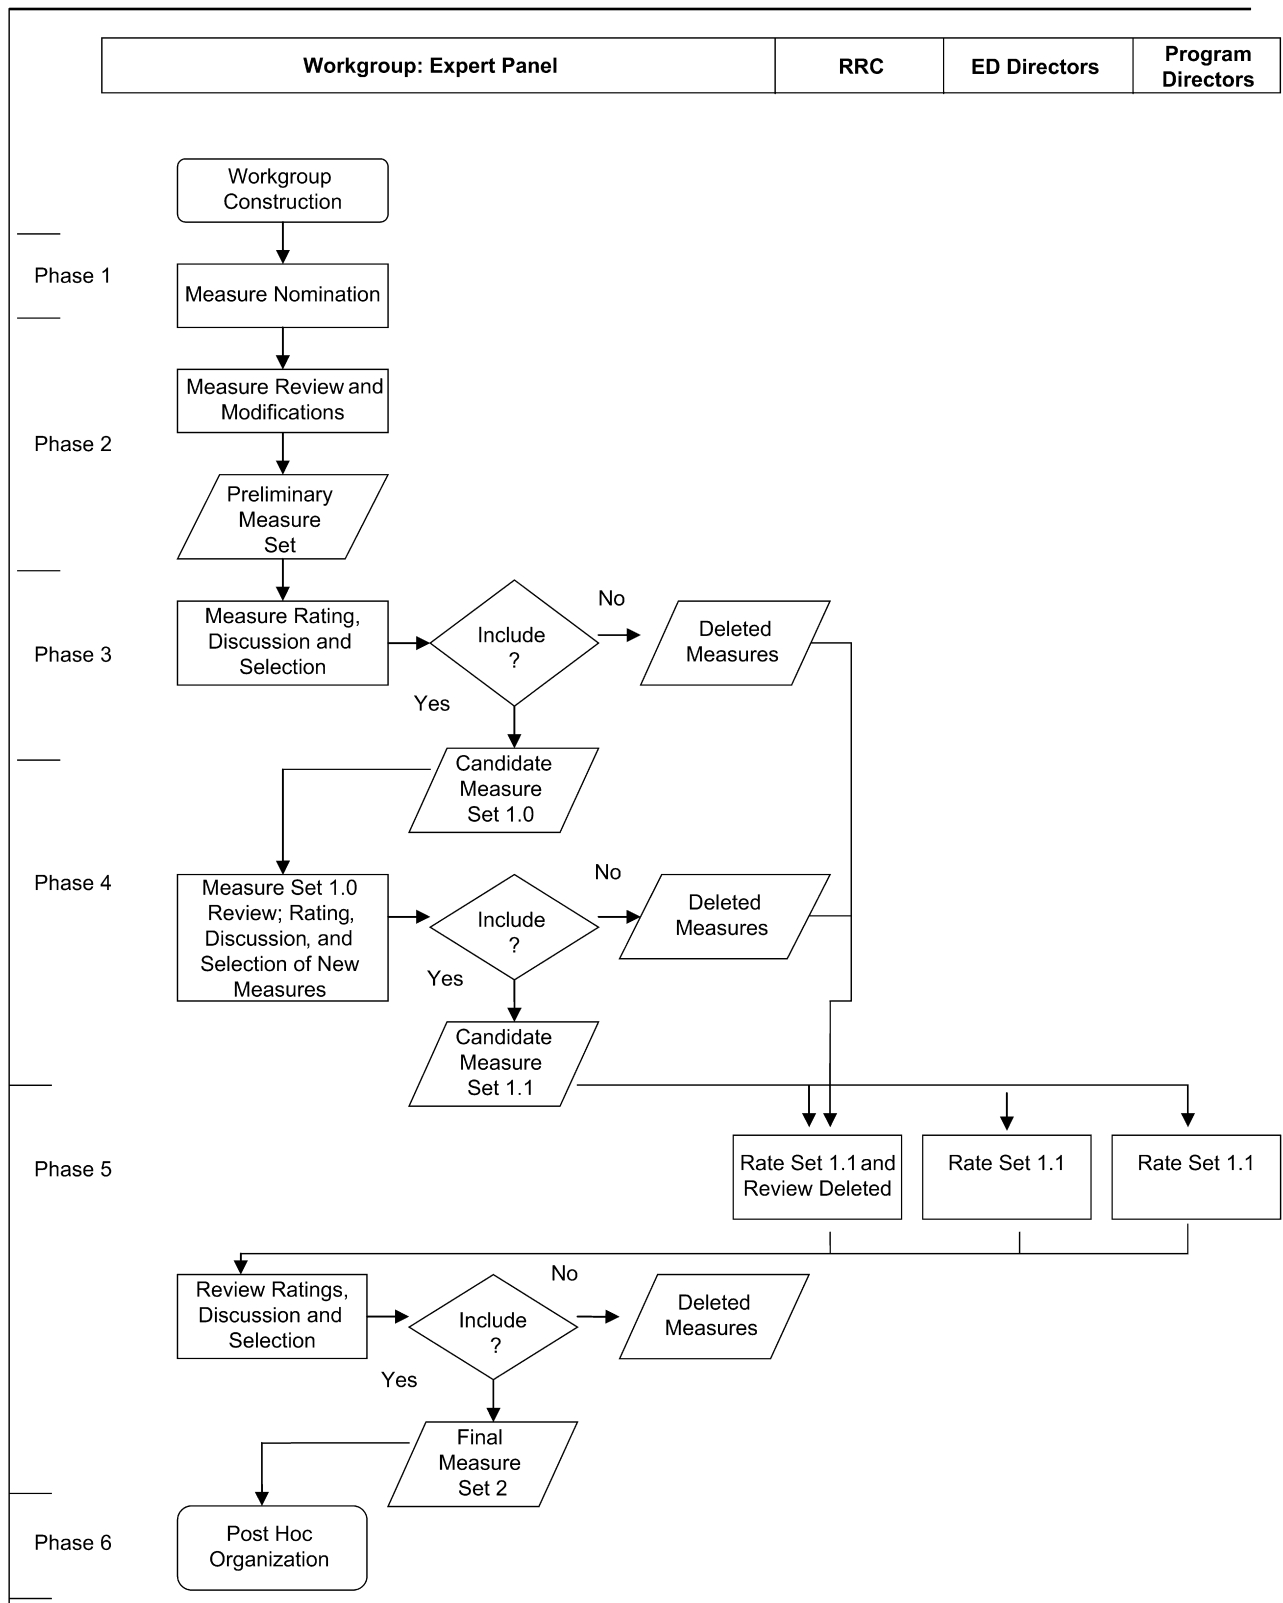 Workgroup: Expert Panel
RRC
ED Directors
Program
Directors
Workgroup
Construction
Phase 1
Measure Nomination
Measure Review and
Modifications
Phase 2
Preliminary
Measure
Set
Phase 3
Measure Rating,
Discussion and
Selection
Include
?
No
Deleted
Measures
Yes
Candidate
Measure
Set 1.0
Phase 4
Measure Set 1.0
Review; Rating,
Discussion, and
Selection of New
Measures
Include
?
No
Deleted
Measures
Yes
Candidate
Measure
Set 1.1
Phase 5
Rate Set 1.1 and
Review Deleted
Rate Set 1.1
Rate Set 1.1
Review Ratings,
Discussion and
Selection
Include
?
No
Deleted
Measures
Yes
Final
Measure
Set 2
Phase 6
Post Hoc
Organization